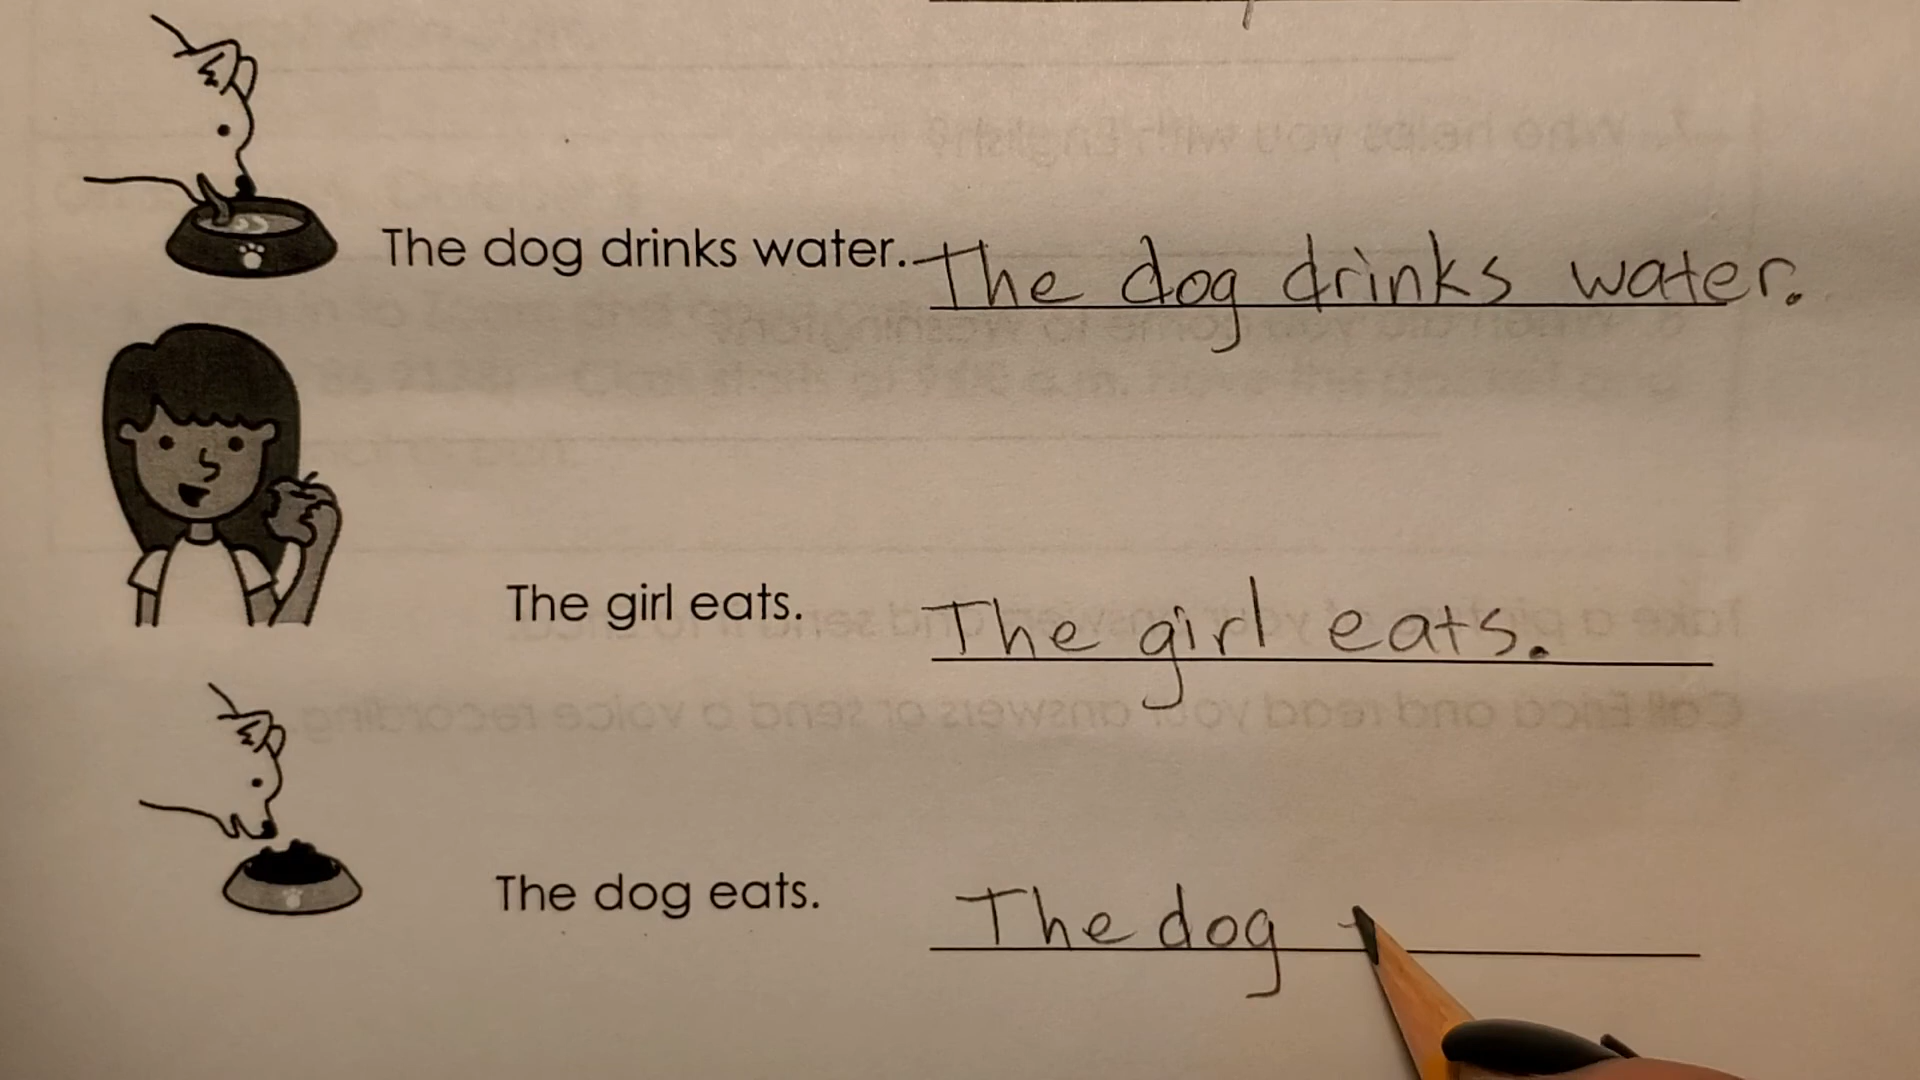 The dog drinks water. The dog drinks water.
The girl eats. The girl eats.
The dog eats. The dog